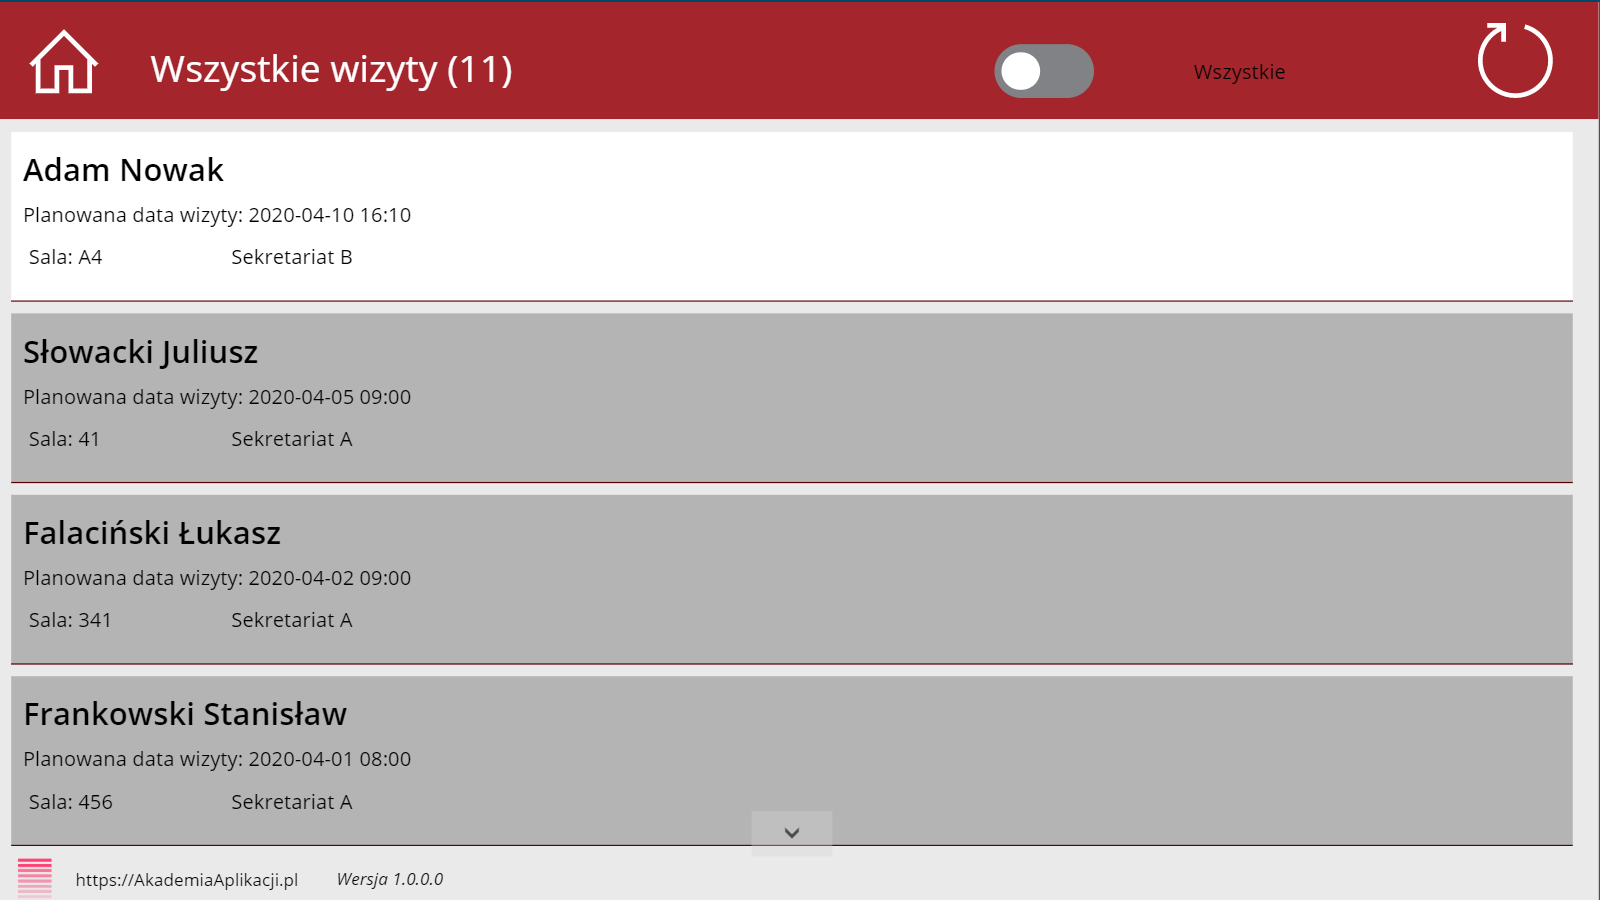 Wszystkie wizyty (11)
Wszystkie
Adam Nowak
Planowana data wizyty: 2020-04-10 16:10
Sala: A4 Sekretariat B
Słowacki Juliusz
Planowana data wizyty: 2020-04-05 09:00
Sala: 41 Sekretariat A
Falaciński Łukasz
Planowana data wizyty: 2020-04-02 09:00
Sala: 341 Sekretariat A
Frankowski Stanisław
Planowana data wizyty: 2020-04-01 08:00
Sala: 456 Sekretariat A
https://AkademiaAplikacji.pl Wersja 1.0.0.0